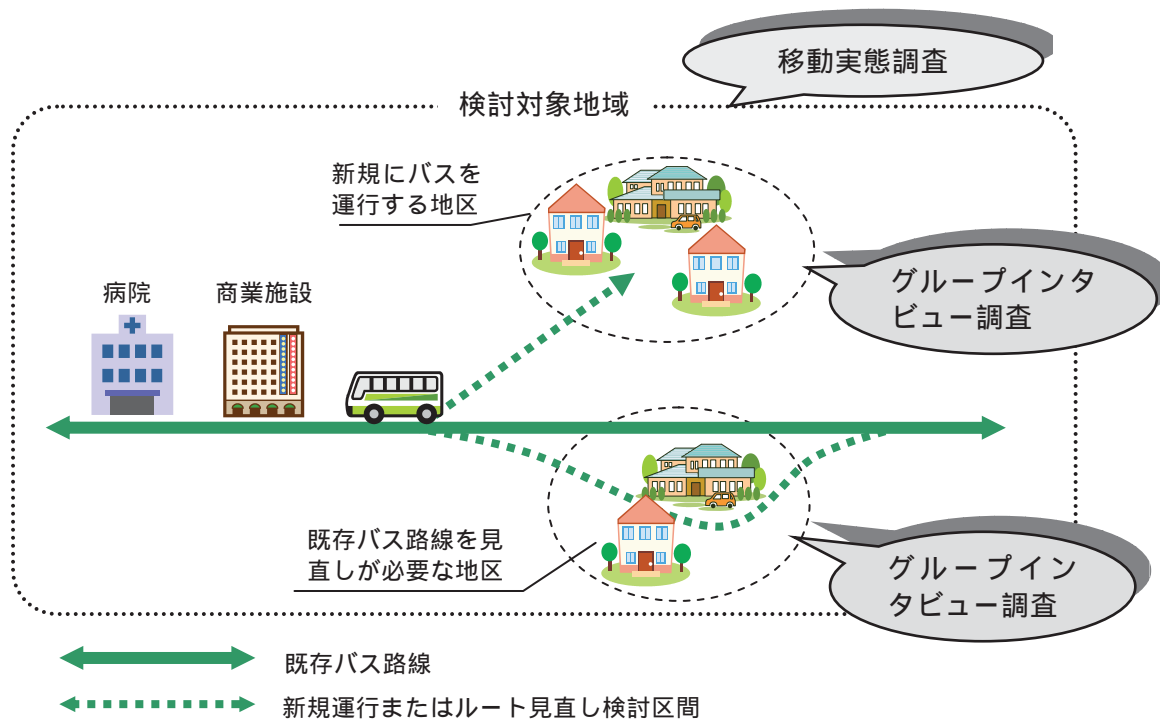 移動実態調査
検討対象地域
新規にバスを
運行する地区
グループインタ
ビュー調査
病院
商業施設
既存バス路線を見
直しが必要な地区
グループイン
タビュー調査
既存バス路線
新規運行またはルート見直し検討区間